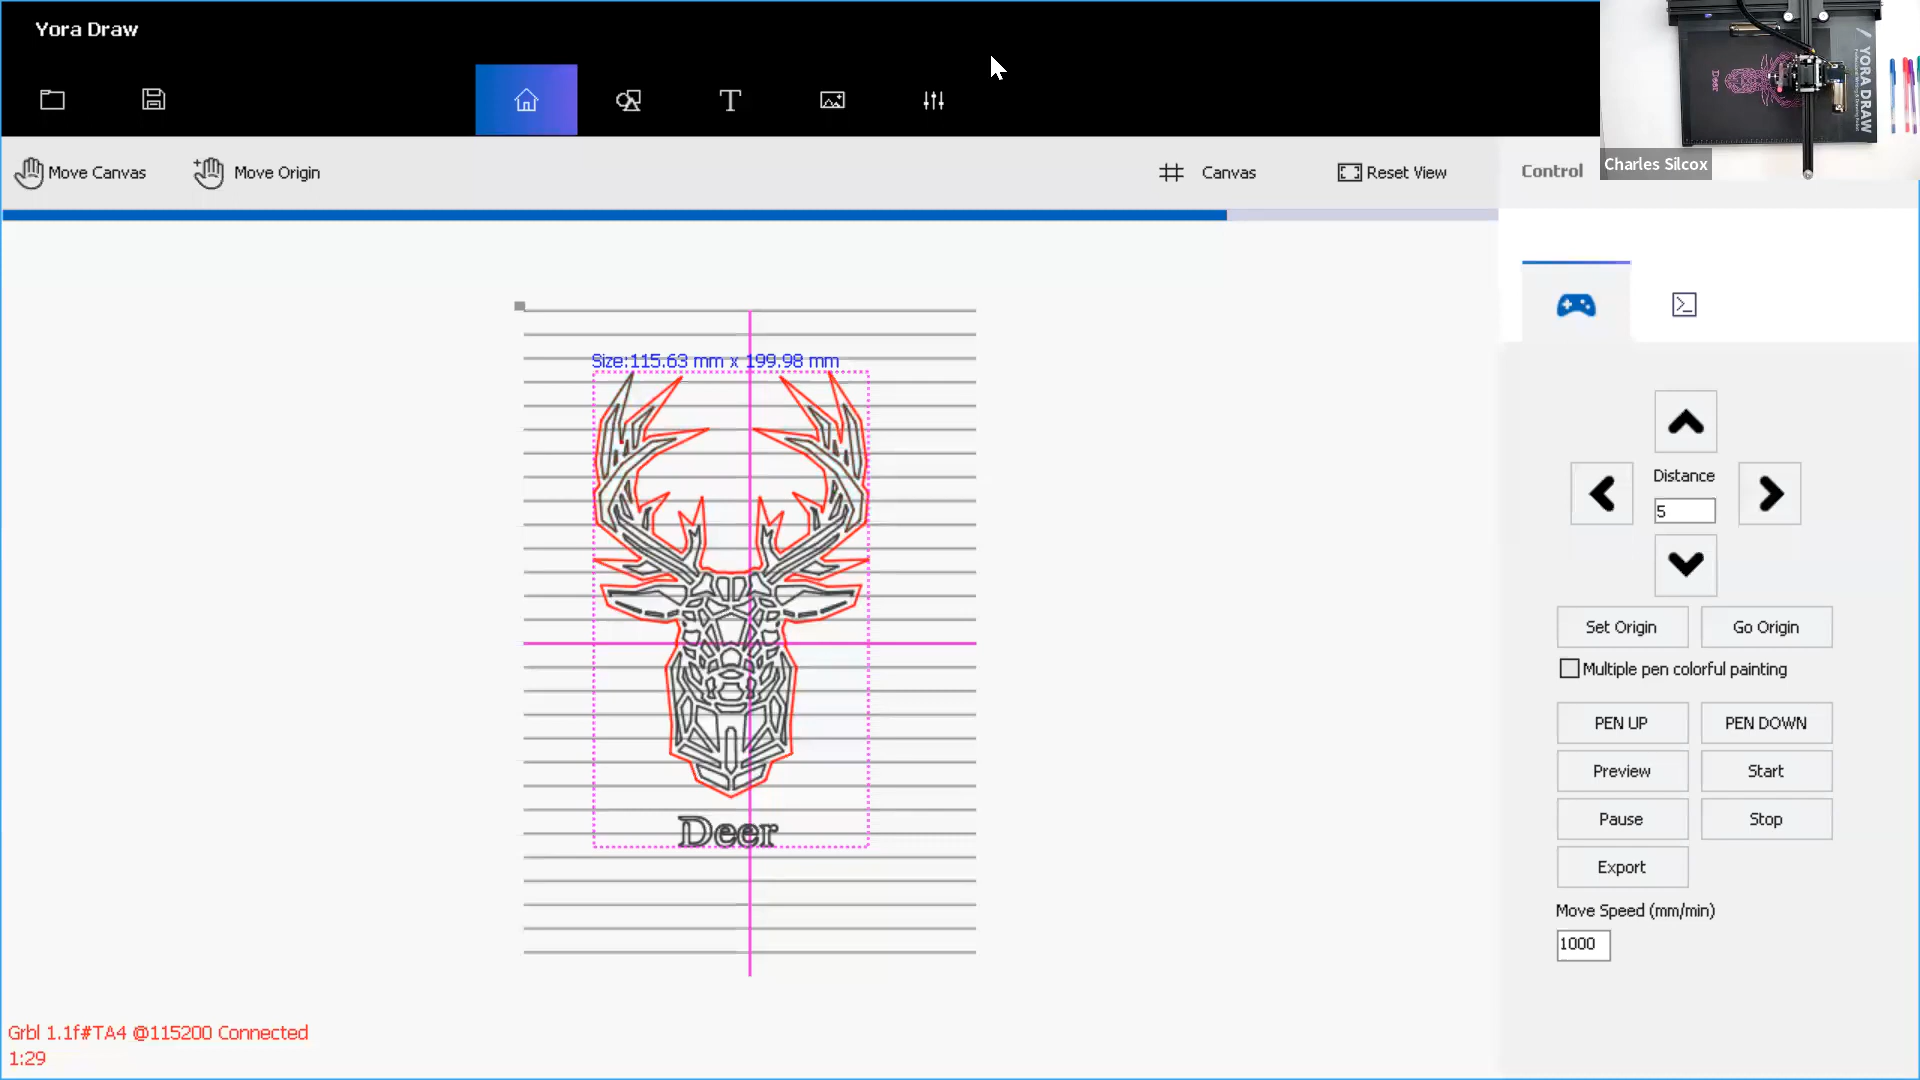 Yora Draw
Move Canvas
Move Origin
Canvas
Reset View
Control
Deer
YORA DRAW
Charles Silcox
Size:115.63 mm x 199.98 mm
Deer
Distance
5
Set Origin
Go Origin
Multiple pen colorful painting
PEN UP
PEN DOWN
Preview
Start
Pause
Stop
Export
Move Speed (mm/min)
1000
Grbl 1.1f#TA4 @115200 Connected
1:29